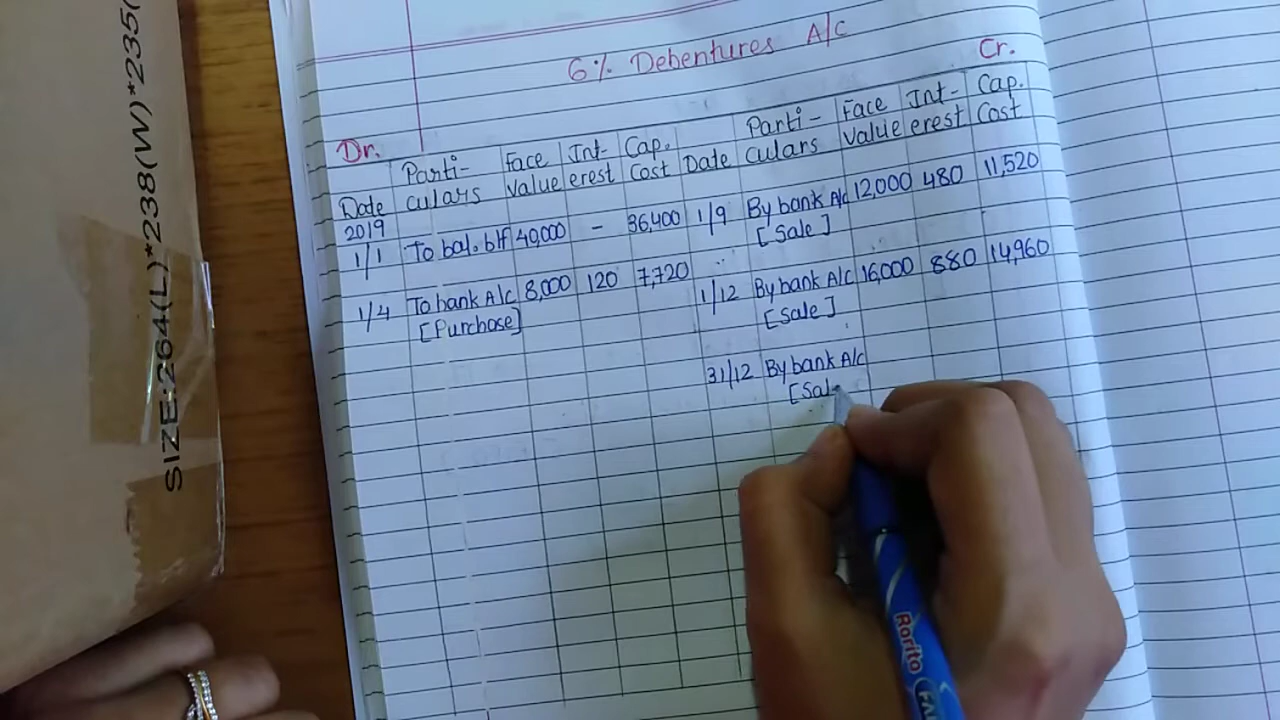 SIZE:264(L)*238(W)*235(
6% Debentures A/c
Dr. Cr.
Date Parti-culars Face Value Int-erest Cap. Cost Date Parti-culars Face Value Int-erest Cap. Cost
2019
1/1 To bal. b/f 40,000 - 36,400 1/9 By bank A/c 12,000 480 11,520
[Sale]
1/4 To bank A/c 8,000 120 7,720 1/12 By bank A/c 16,000 880 14,960
[Purchase] [Sale]
31/12 By bank A/c
[Sale
Rorito